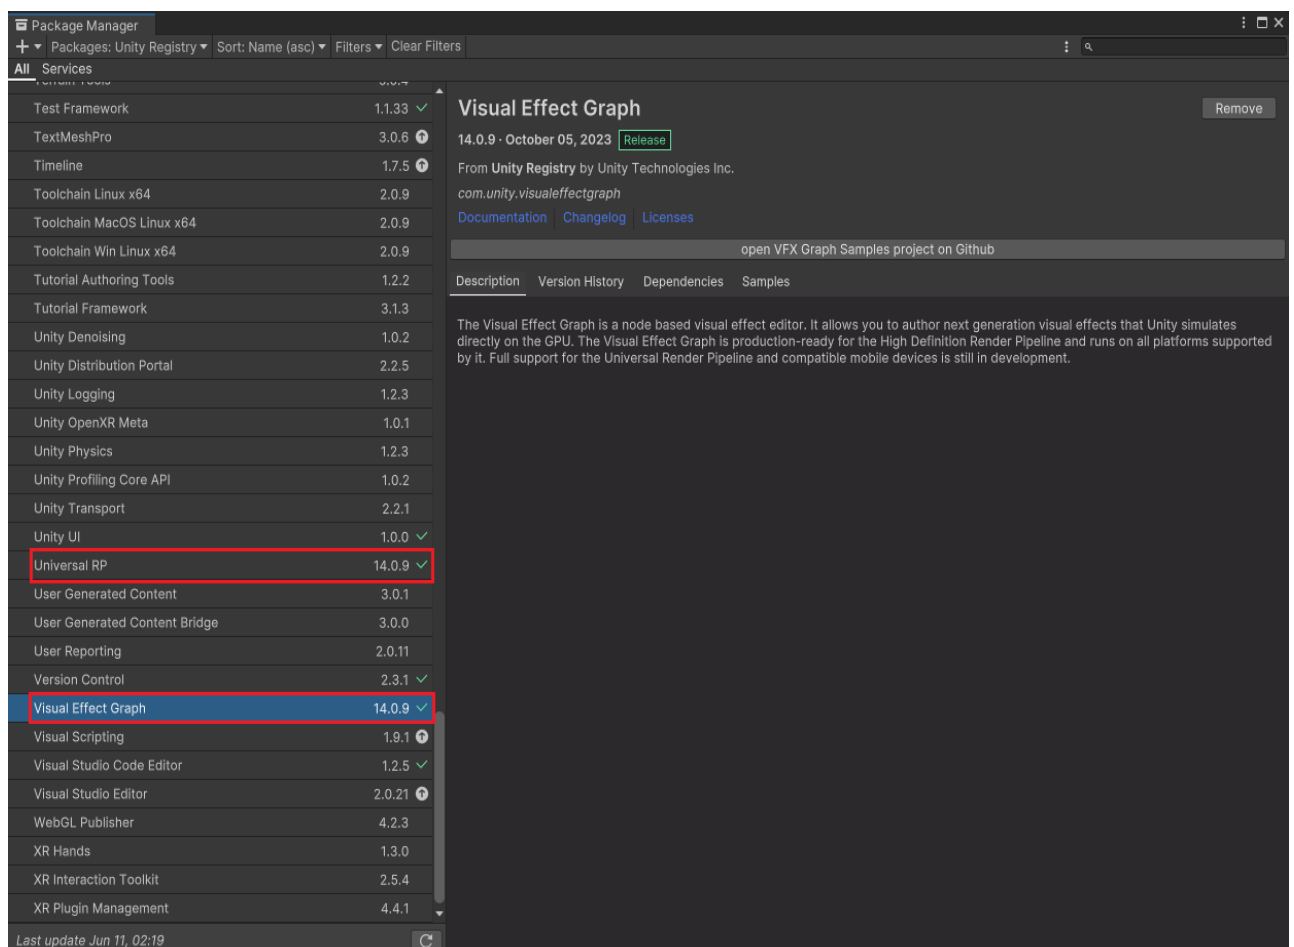 Package Manager
Packages: Unity Registry Sort: Name (asc) Filters Clear Filters
All Services
Test Framework 1.1.33
TextMeshPro 3.0.6
Timeline 1.7.5
Toolchain Linux x64 2.0.9
Toolchain MacOS Linux x64 2.0.9
Toolchain Win Linux x64 2.0.9
Tutorial Authoring Tools 1.2.2
Tutorial Framework 3.1.3
Unity Denoising 1.0.2
Unity Distribution Portal 2.2.5
Unity Logging 1.2.3
Unity OpenXR Meta 1.0.1
Unity Physics 1.2.3
Unity Profiling Core API 1.0.2
Unity Transport 2.2.1
Unity UI 1.0.0
Universal RP 14.0.9
User Generated Content 3.0.1
User Generated Content Bridge 3.0.0
User Reporting 2.0.11
Version Control 2.3.1
Visual Effect Graph 14.0.9
Visual Scripting 1.9.1
Visual Studio Code Editor 1.2.5
Visual Studio Editor 2.0.21
WebGL Publisher 4.2.3
XR Hands 1.3.0
XR Interaction Toolkit 2.5.4
XR Plugin Management 4.4.1
Last update Jun 11, 02:19
Visual Effect Graph
Remove
14.0.9 · October 05, 2023 Release
From Unity Registry by Unity Technologies Inc.
com.unity.visualeffectgraph
Documentation Changelog Licenses
open VFX Graph Samples project on Github
Description Version History Dependencies Samples
The Visual Effect Graph is a node based visual effect editor. It allows you to author next generation visual effects that Unity simulates
directly on the GPU. The Visual Effect Graph is production-ready for the High Definition Render Pipeline and runs on all platforms supported
by it. Full support for the Universal Render Pipeline and compatible mobile devices is still in development.